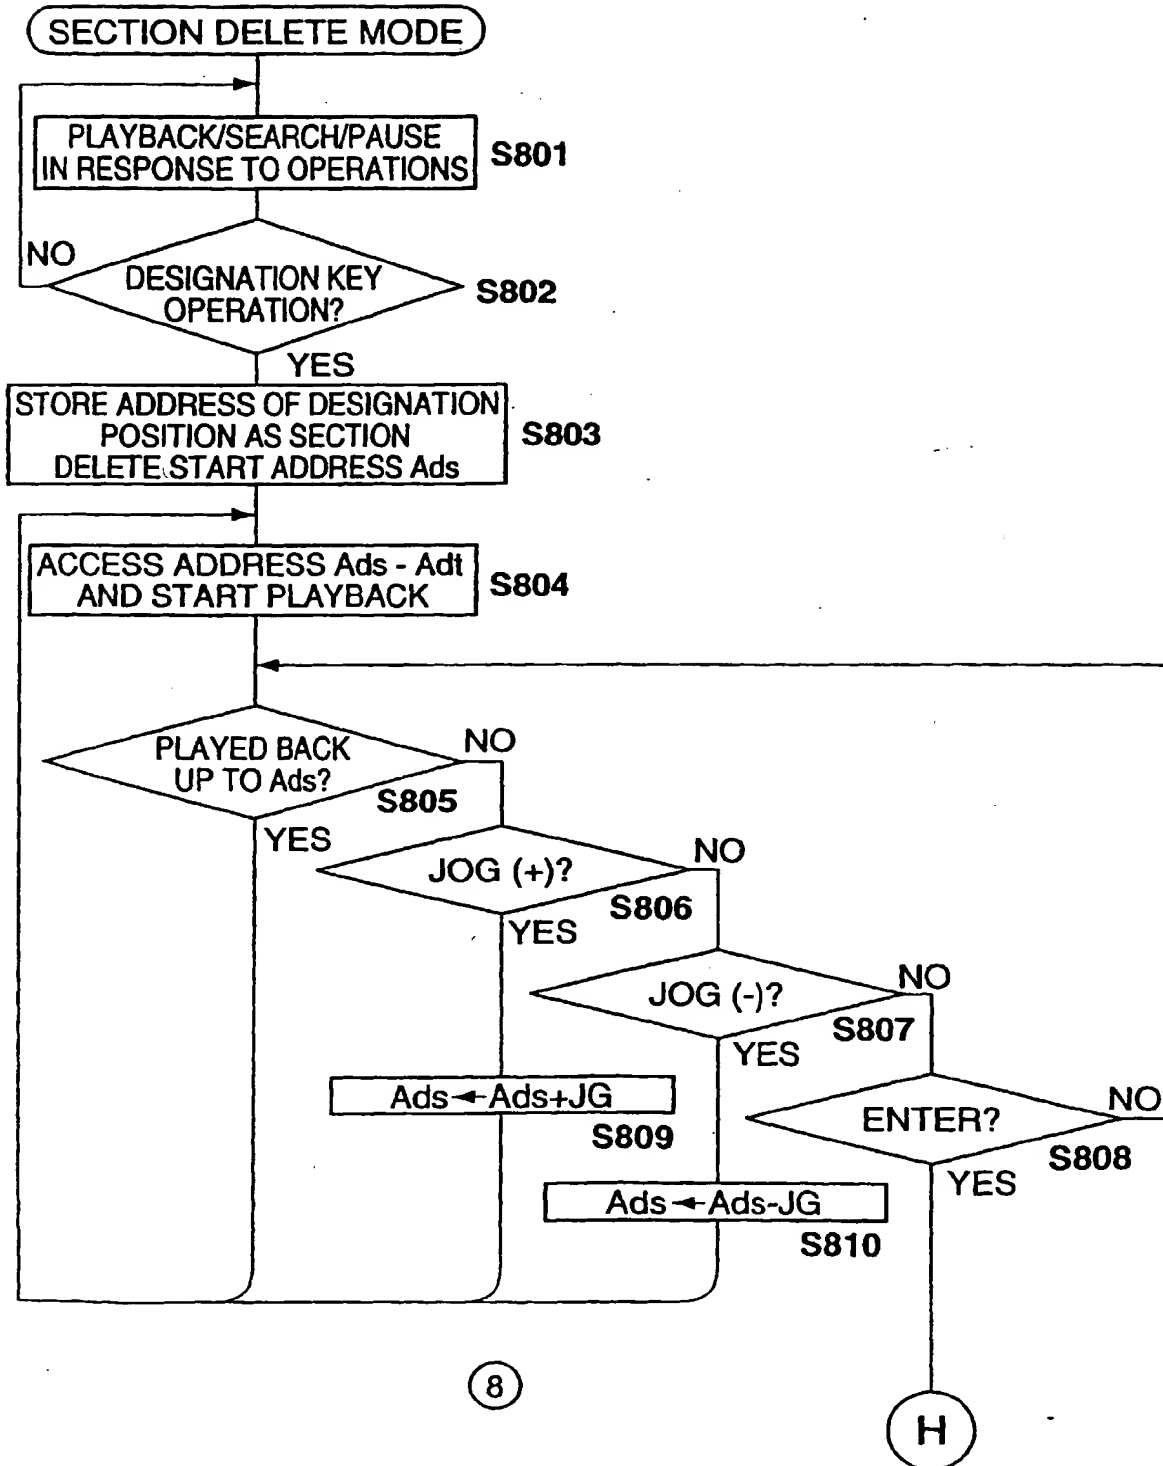 SECTION DELETE MODE
PLAYBACK/SEARCH/PAUSE
IN RESPONSE TO OPERATIONS
S801
NO
DESIGNATION KEY
OPERATION?
S802
YES
STORE ADDRESS OF DESIGNATION
POSITION AS SECTION
DELETE START ADDRESS Ads
S803
ACCESS ADDRESS Ads - Adt
AND START PLAYBACK
S804
PLAYED BACK
UP TO Ads?
NO
S805
YES
JOG (+)?
NO
S806
YES
JOG (-)?
NO
S807
YES
Ads←Ads+JG
S809
ENTER?
NO
S808
YES
Ads←Ads-JG
S810
8
H